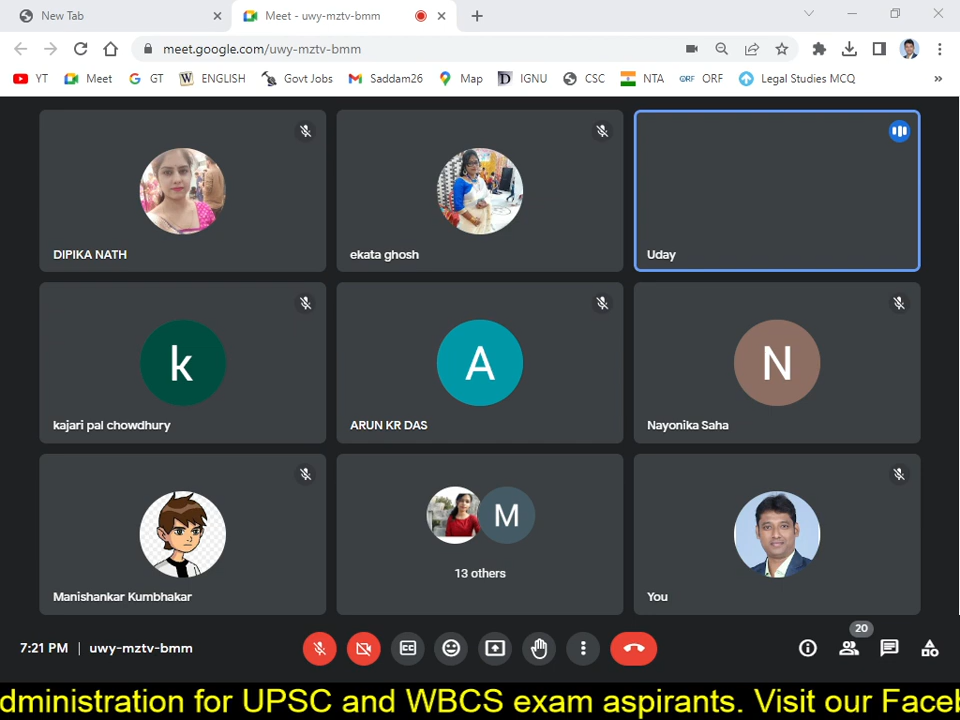 New Tab
Meet - uwy-mztv-bmm
meet.google.com/uwy-mztv-bmm
YT Meet GT ENGLISH Govt Jobs Saddam26 Map IGNU CSC NTA ORF ORF Legal Studies MCQ »
DIPIKA NATH
ekata ghosh
Uday
k
kajari pal chowdhury
A
ARUN KR DAS
N
Nayonika Saha
Manishankar Kumbhakar
M
13 others
You
7:21 PM | uwy-mztv-bmm
20
dministration for UPSC and WBCS exam aspirants. Visit our Faceb